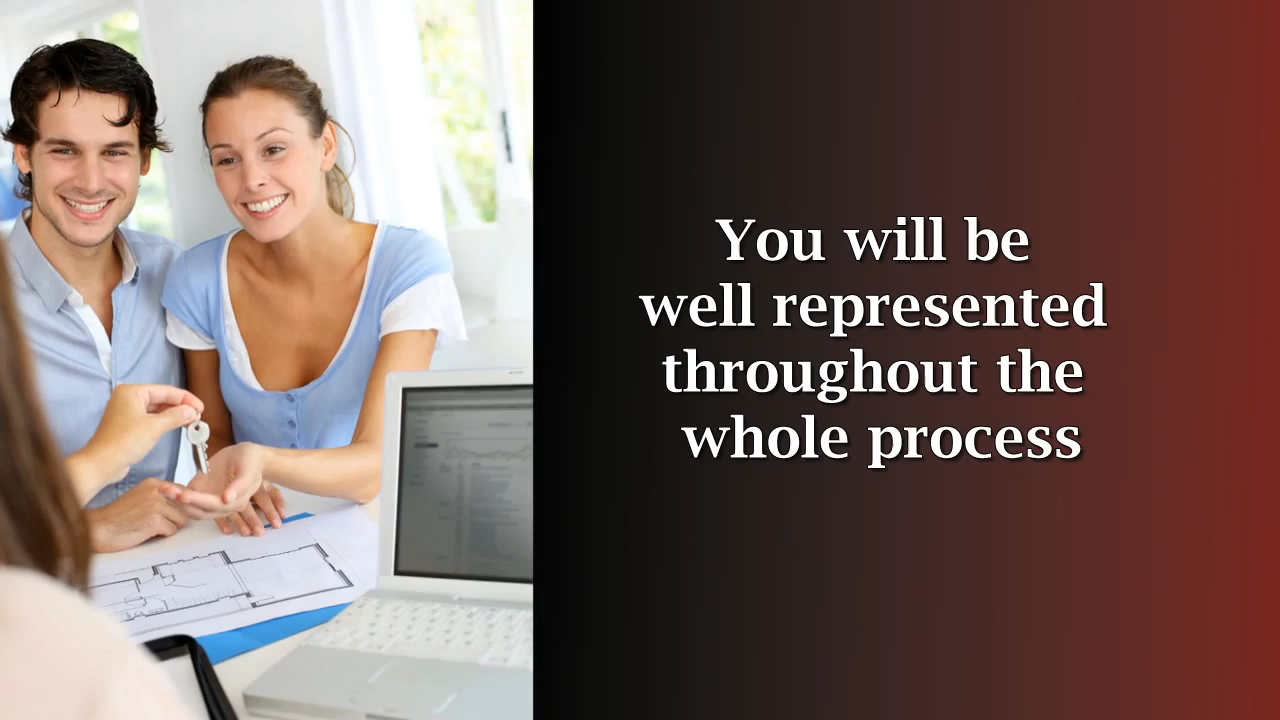 You will be
well represented
throughout the
whole process